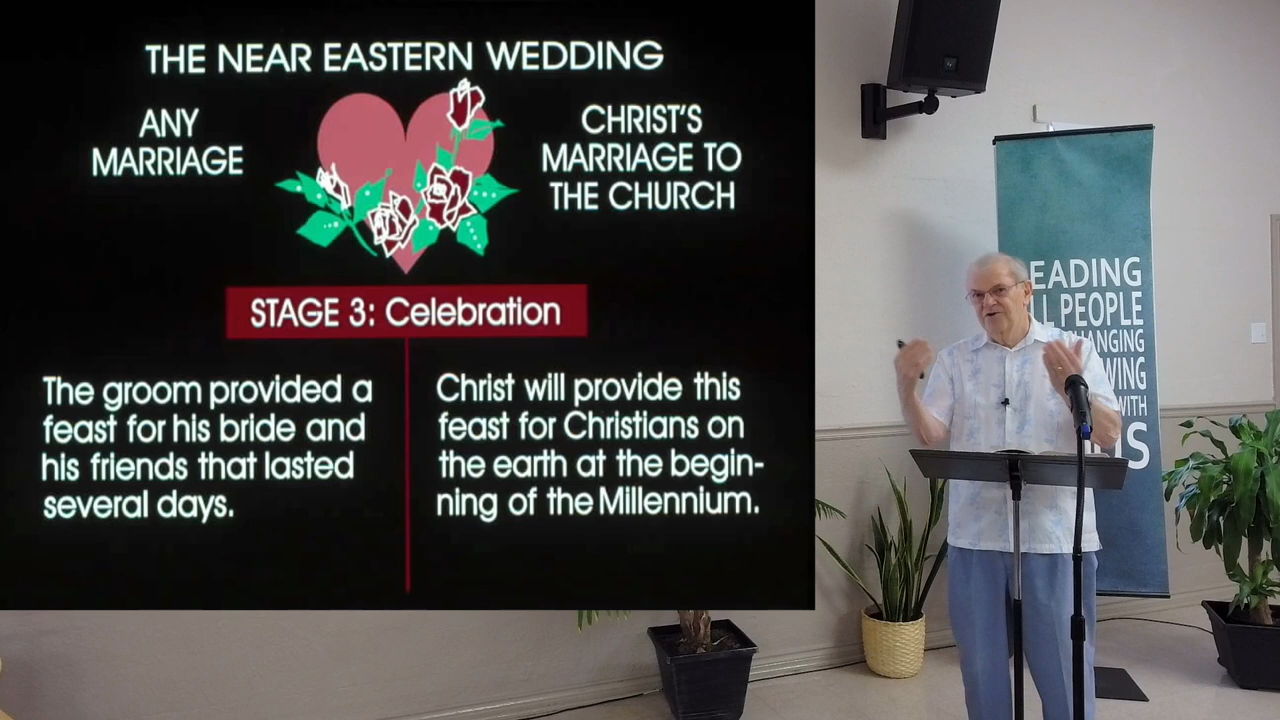 THE NEAR EASTERN WEDDING
ANY
MARRIAGE
CHRIST'S
MARRIAGE TO
THE CHURCH
STAGE 3: Celebration
The groom provided a
feast for his bride and
his friends that lasted
several days.
Christ will provide this
feast for Christians on
the earth at the begin-
ning of the Millennium.
EADING
PEOPLE
WITH